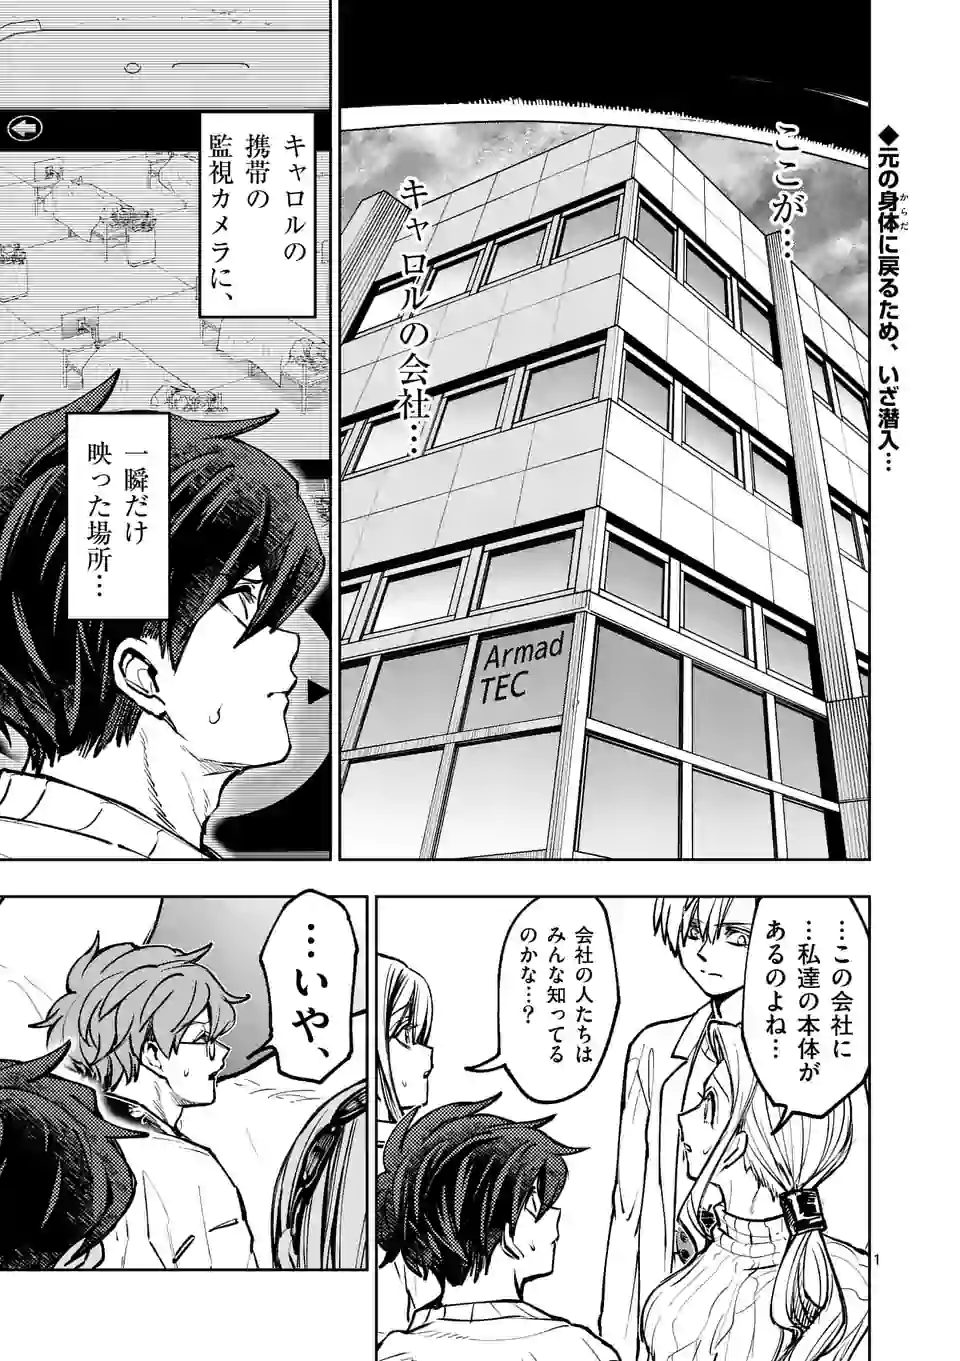 ◆元の身体に戻るため、いざ潜入…
からだ
ここが…
キャロルの会社…
Armad
TEC
キャロルの
携帯の
監視カメラに、
一瞬だけ
映った場所…
…この会社に
…私達の本体が
あるのよね…
会社の人たちは
みんな知ってる
のかな…？
…いや、
1